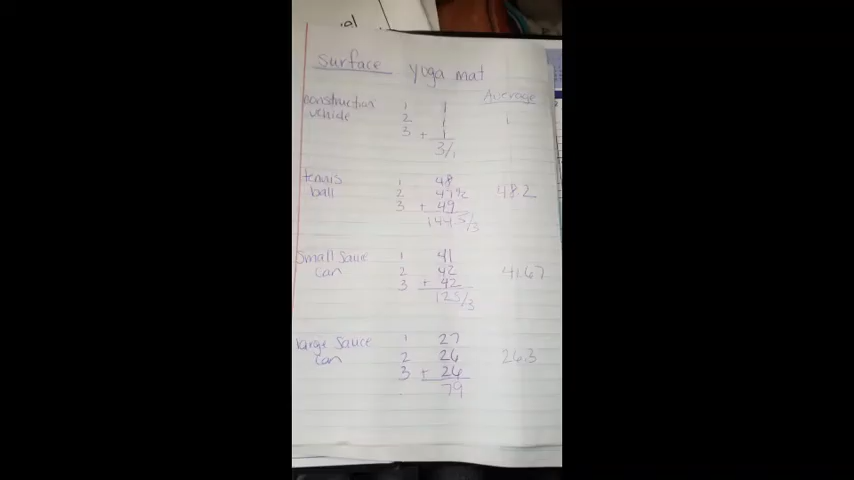 Surface yoga mat
Average
construction 1 1
vehicle 2 1 1
3 + 1
3/1
tennis 1 48
ball 2 47½ 482
3 + 49
144.5/3
Small Sauce 1 41
can 2 42 41.67
3 + 42
125/3
large Sauce 1 27
can 2 26 26.3
3 + 26
79